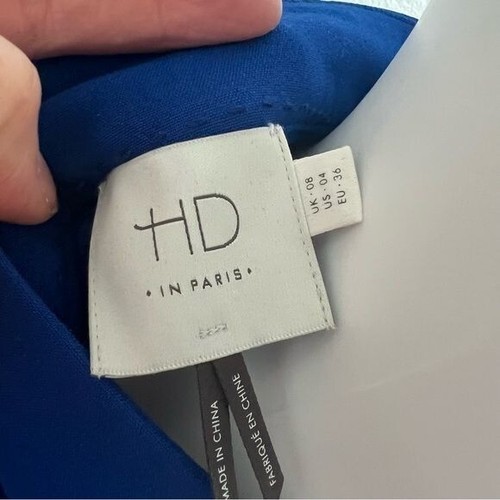 HD
• IN PARIS •
UK · 08
US · 04
EU · 36
MADE IN CHINA
FABRIQUÉ EN CHINE